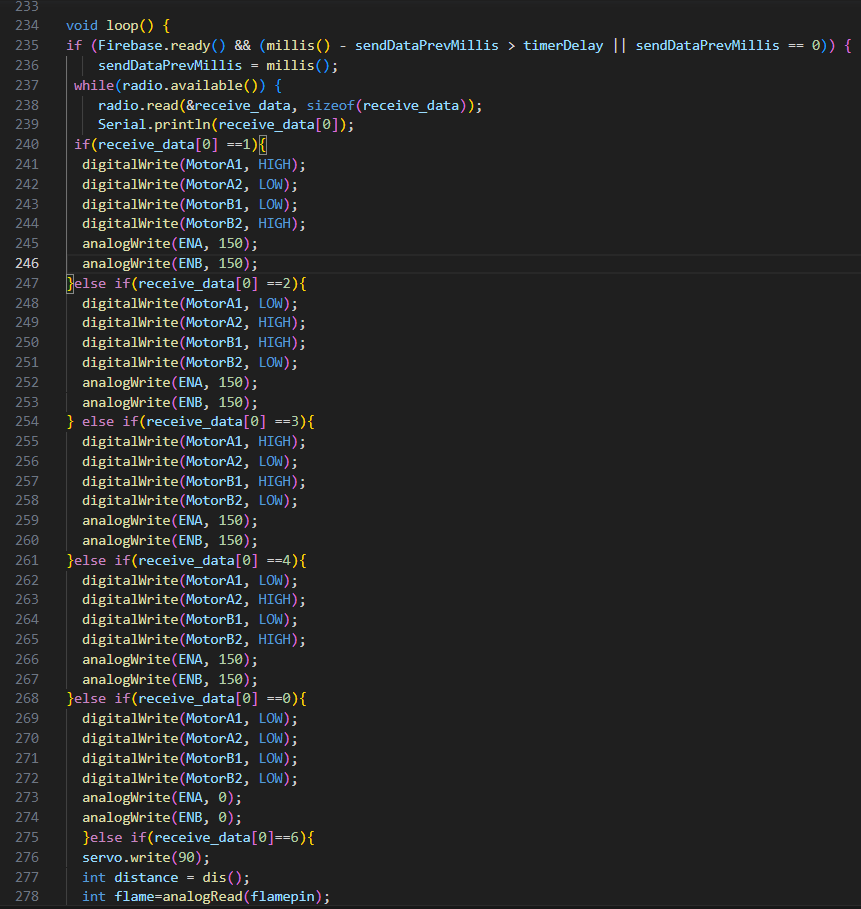 233
234 void loop() {
235 if (Firebase.ready() && (millis() - sendDataPrevMillis > timerDelay || sendDataPrevMillis == 0)) {
236     sendDataPrevMillis = millis();
237  while(radio.available()) {
238     radio.read(&receive_data, sizeof(receive_data));
239     Serial.println(receive_data[0]);
240  if(receive_data[0] ==1){
241   digitalWrite(MotorA1, HIGH);
242   digitalWrite(MotorA2, LOW);
243   digitalWrite(MotorB1, LOW);
244   digitalWrite(MotorB2, HIGH);
245   analogWrite(ENA, 150);
246   analogWrite(ENB, 150);
247 }else if(receive_data[0] ==2){
248   digitalWrite(MotorA1, LOW);
249   digitalWrite(MotorA2, HIGH);
250   digitalWrite(MotorB1, HIGH);
251   digitalWrite(MotorB2, LOW);
252   analogWrite(ENA, 150);
253   analogWrite(ENB, 150);
254 } else if(receive_data[0] ==3){
255   digitalWrite(MotorA1, HIGH);
256   digitalWrite(MotorA2, LOW);
257   digitalWrite(MotorB1, HIGH);
258   digitalWrite(MotorB2, LOW);
259   analogWrite(ENA, 150);
260   analogWrite(ENB, 150);
261 }else if(receive_data[0] ==4){
262   digitalWrite(MotorA1, LOW);
263   digitalWrite(MotorA2, HIGH);
264   digitalWrite(MotorB1, LOW);
265   digitalWrite(MotorB2, HIGH);
266   analogWrite(ENA, 150);
267   analogWrite(ENB, 150);
268 }else if(receive_data[0] ==0){
269   digitalWrite(MotorA1, LOW);
270   digitalWrite(MotorA2, LOW);
271   digitalWrite(MotorB1, LOW);
272   digitalWrite(MotorB2, LOW);
273   analogWrite(ENA, 0);
274   analogWrite(ENB, 0);
275   }else if(receive_data[0]==6){
276   servo.write(90);
277   int distance = dis();
278   int flame=analogRead(flamepin);